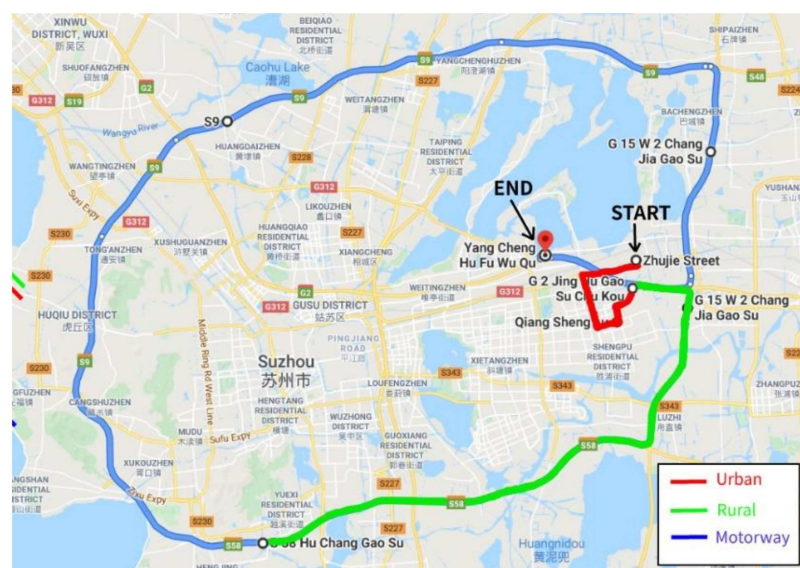 XINWU
DISTRICT, WUXI
新吴区
BEIQIAO
RESIDENTIAL
DISTRICT
北桥街道
SHIPAIZHEN
石牌镇
SHUOFANGZHEN
硕放镇
Caohu Lake
漕湖
YANGCHENGHUZHEN
阳澄湖镇
S9
S9
S9
S48
S227
S224
G2
G312
S19
WEITANGZHEN
渭塘镇
BACHENGZHEN
巴城镇
S9
Wangyu River
HUANGDAIZHEN
黄埭镇
TAIPING
RESIDENTIAL
DISTRICT
太平街道
G 15 W 2 Chang
Jia Gao Su
WANGTINGZHEN
望亭镇
S9
S228
G312
END
START
YUSHAN
Suxi Expy
LIKOUZHEN
蠡口镇
G312
S227
HUANGQIAO
RESIDENTIAL
DISTRICT
黄桥街道
XIANGCHENG
相城区
Yang Cheng
Hu Fu Wu Qu
Zhujie Street
TONG'ANZHEN
通安镇
XUSHUGUANZHEN
浒墅关镇
S230
S230
G2
WEITINGZHEN
唯亭街道
G312
G 2 Jing Hu Gao
Su Chu Kou
G 15 W 2 Chang
Jia Gao Su
HUQIU DISTRICT
虎丘区
GUSU DISTRICT
姑苏区
Qiang Sheng
PINGJIANG
ROAD
平江路
Middle Ring Rd West Line
Suzhou
苏州市
SHENGPU
RESIDENTIAL
DISTRICT
胜浦街道
XIETANGZHEN
斜塘镇
S343
S343
S230
S9
LOUFENGZHEN
娄葑镇
ZHANGPU
张浦镇
CANGSHUZHEN
藏书镇
HENGTANG
RESIDENTIAL
DISTRICT
横塘
WUZHONG
DISTRICT
吴中区
S343
LUZHI
甪直镇
MUDU
木渎镇
Sufu Expy
GUOXIANG
RESIDENTIAL
DISTRICT
郭巷街道
S58
XUKOUZHEN
胥口镇
Zixu Expy
S227
YUEXI
RESIDENTIAL
DISTRICT
越溪街道
S58
S230
S227
S58
Hu Chang Gao Su
Huangnidou
黄泥兜
Urban
Rural
Motorway